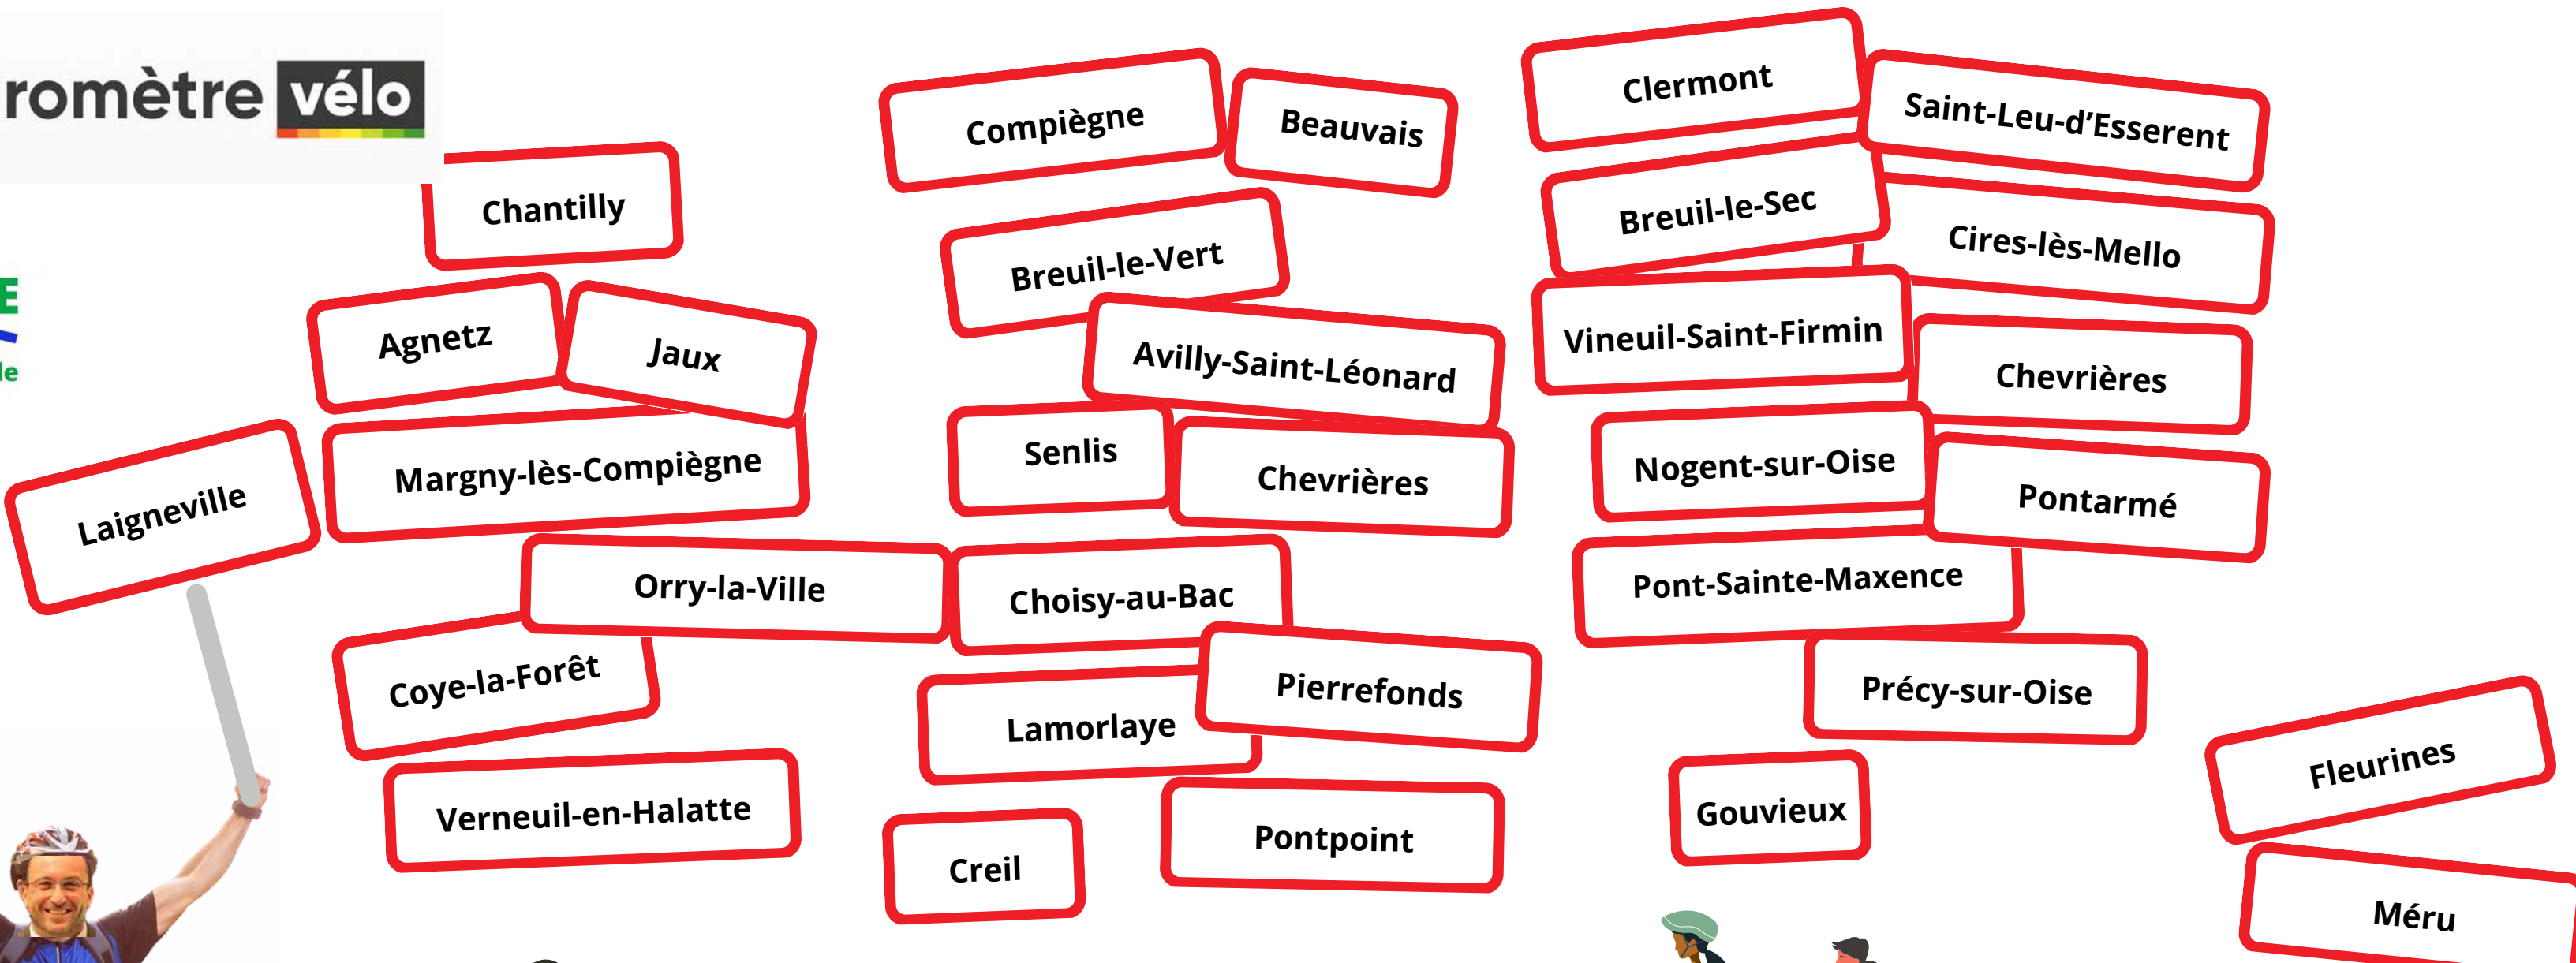 romètre vélo
E
le
Chantilly
Agnetz
Jaux
Laigneville
Margny-lès-Compiègne
Orry-la-Ville
Coye-la-Forêt
Verneuil-en-Halatte
Compiègne
Beauvais
Breuil-le-Vert
Avilly-Saint-Léonard
Senlis
Chevrières
Choisy-au-Bac
Pierrefonds
Lamorlaye
Pontpoint
Creil
Clermont
Saint-Leu-d’Esserent
Breuil-le-Sec
Cires-lès-Mello
Vineuil-Saint-Firmin
Chevrières
Nogent-sur-Oise
Pontarmé
Pont-Sainte-Maxence
Précy-sur-Oise
Gouvieux
Fleurines
Méru